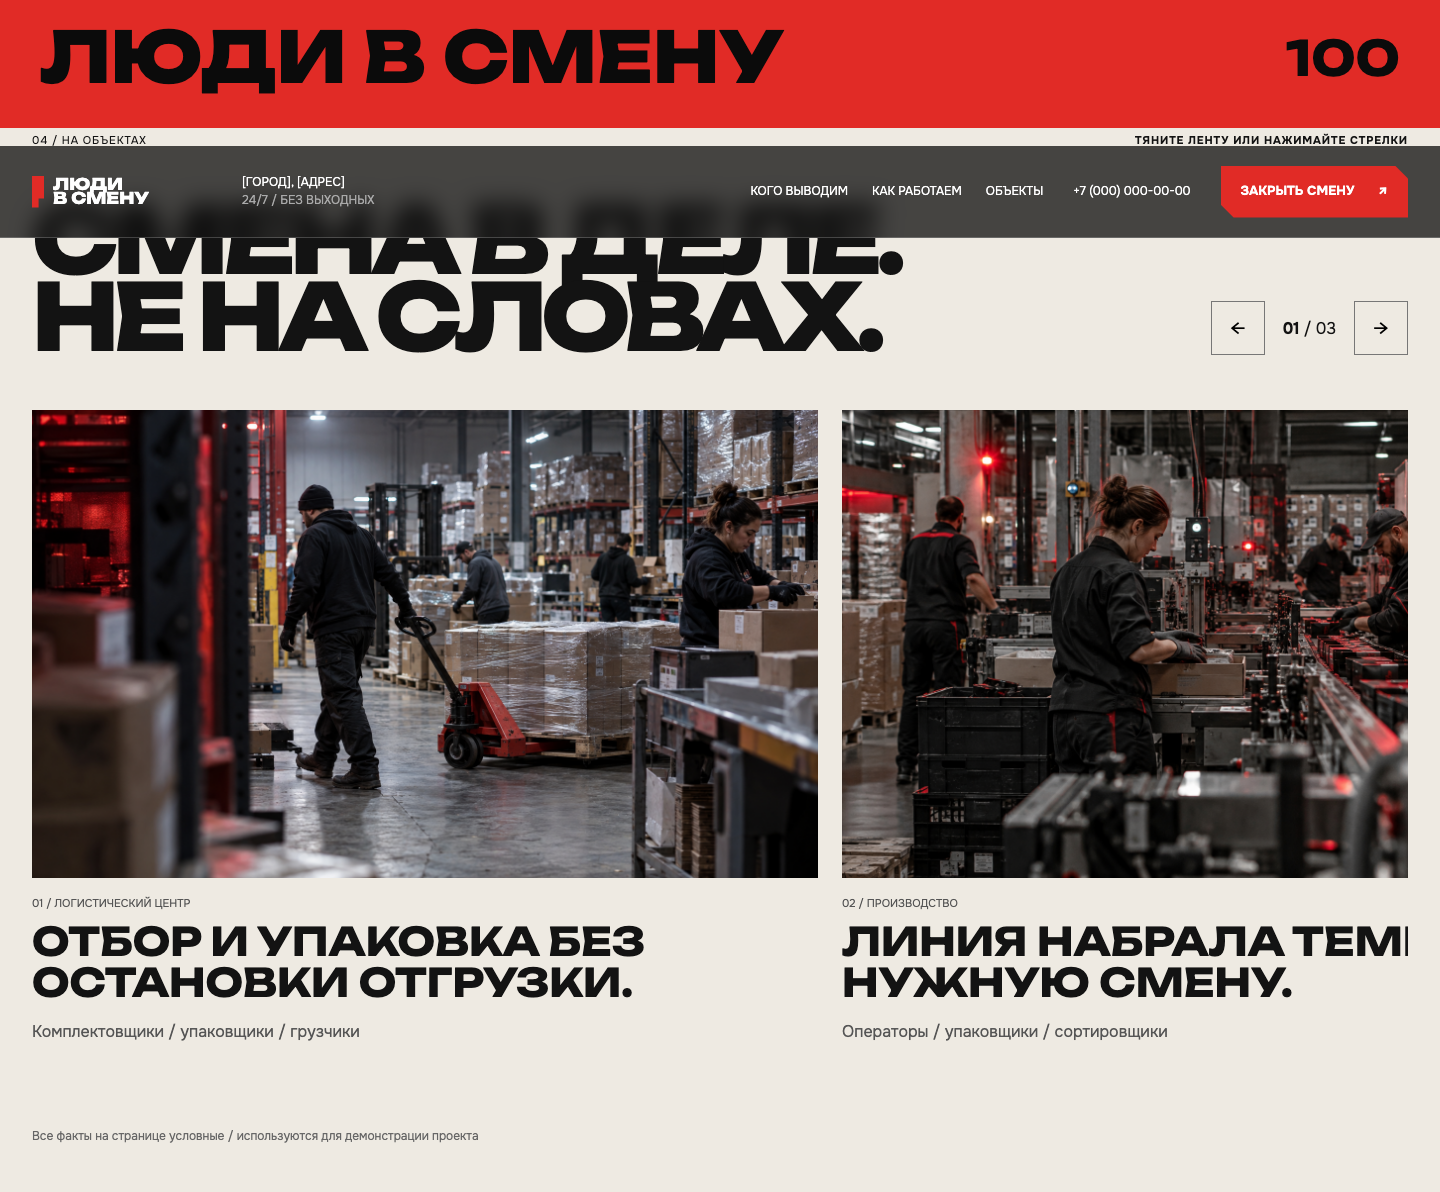 ЛЮДИ В СМЕНУ
100
04 / НА ОБЪЕКТАХ
ТЯНИТЕ ЛЕНТУ ИЛИ НАЖИМАЙТЕ СТРЕЛКИ
ЛЮДИ
В СМЕНУ
[ГОРОД], [АДРЕС]
24/7 / БЕЗ ВЫХОДНЫХ
КОГО ВЫВОДИМ
КАК РАБОТАЕМ
ОБЪЕКТЫ
+7 (000) 000-00-00
ЗАКРЫТЬ СМЕНУ
СМЕНА В ДЕЛЕ.
НЕ НА СЛОВАХ.
01 / 03
01 / ЛОГИСТИЧЕСКИЙ ЦЕНТР
ОТБОР И УПАКОВКА БЕЗ
ОСТАНОВКИ ОТГРУЗКИ.
Комплектовщики / упаковщики / грузчики
02 / ПРОИЗВОДСТВО
ЛИНИЯ НАБРАЛА
НУЖНУЮ СМЕНУ.
Операторы / упаковщики / сортировщики
Все факты на странице условные / используются для демонстрации проекта